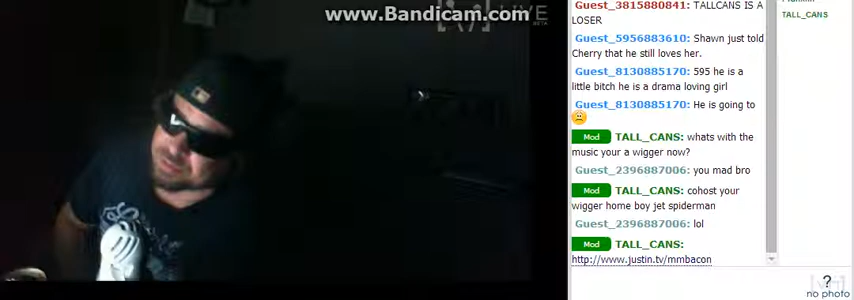 www.Bandicam.com
LIVE
BETA
Guest_3815880841: TALLCANS IS A
LOSER
Guest_5956883610: Shawn just told
Cherry that he still loves her.
Guest_8130885170: 595 he is a
little bitch he is a drama loving girl
Guest_8130885170: He is going to
Mod TALL_CANS: whats with the
music your a wigger now?
Guest_2396887006: you mad bro
Mod TALL_CANS: cohost your
wigger home boy jet spiderman
Guest_2396887006: lol
Mod TALL_CANS:
http://www.justin.tv/mmbacon
TALL_CANS
?
no photo